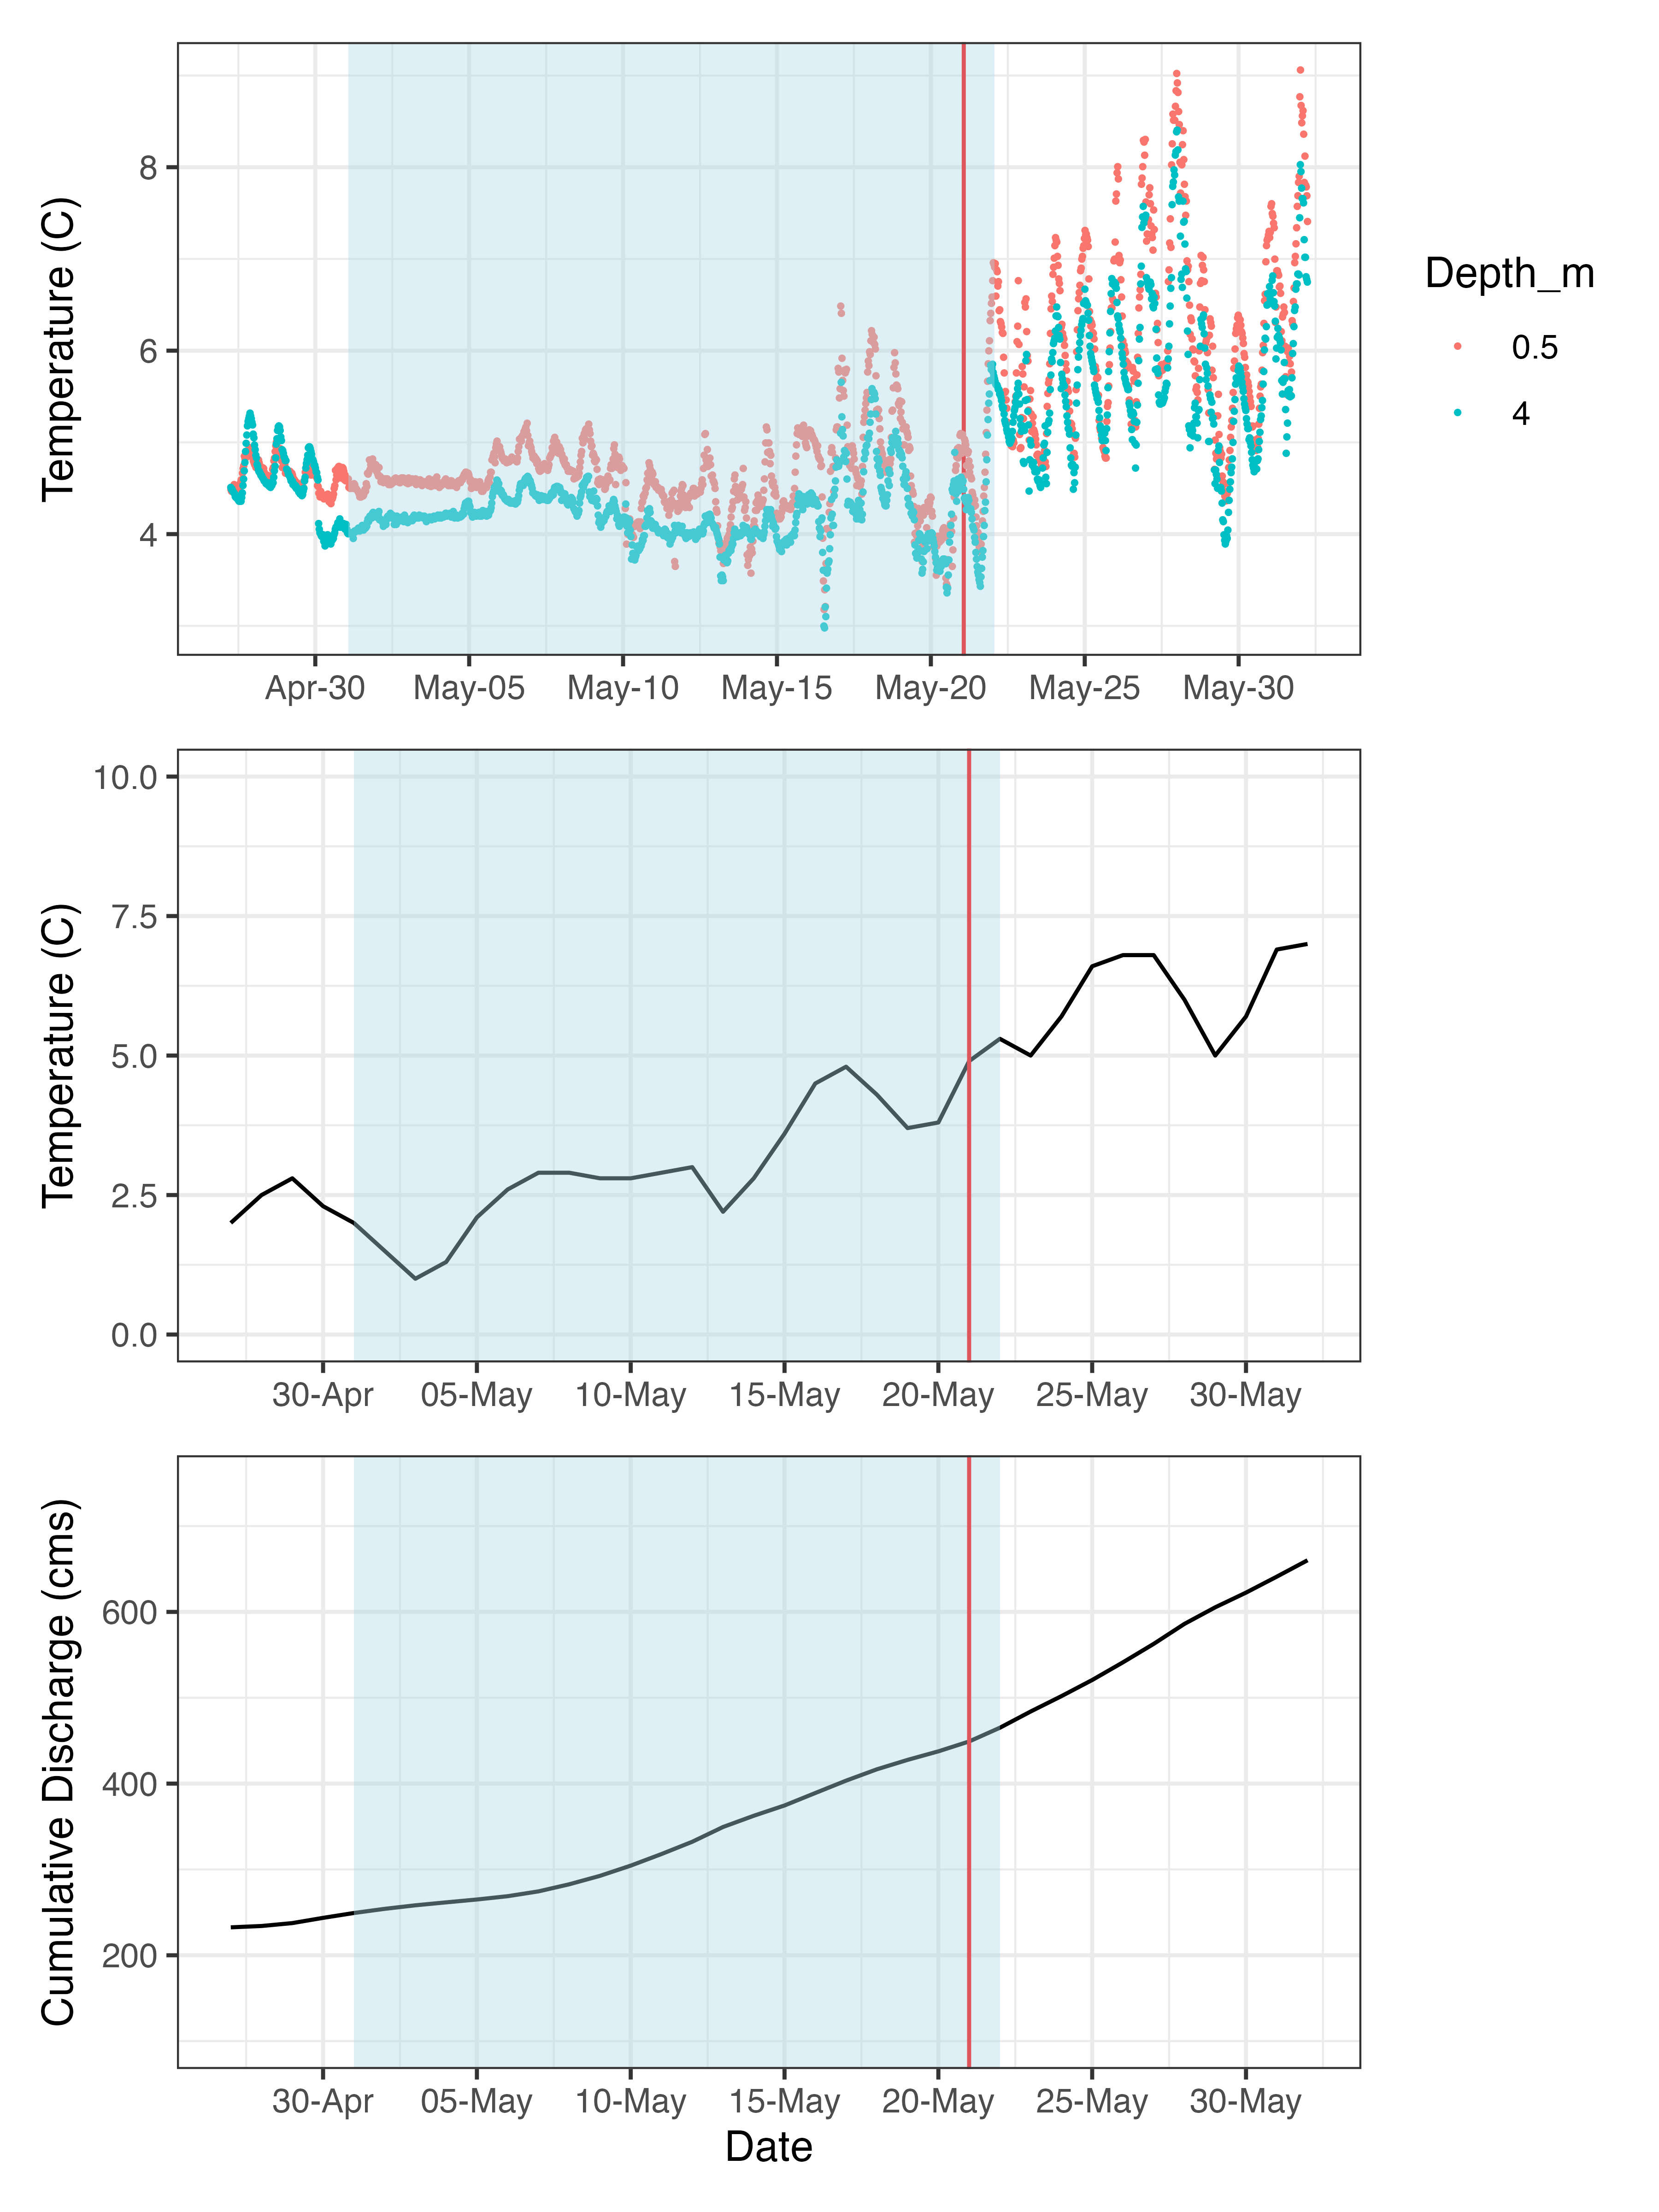 Temperature (C)
8
6
4
Apr-30 May-05 May-10 May-15 May-20 May-25 May-30
Depth_m
0.5
4
Temperature (C)
10.0
7.5
5.0
2.5
0.0
30-Apr 05-May 10-May 15-May 20-May 25-May 30-May
Cumulative Discharge (cms)
600
400
200
30-Apr 05-May 10-May 15-May 20-May 25-May 30-May
Date